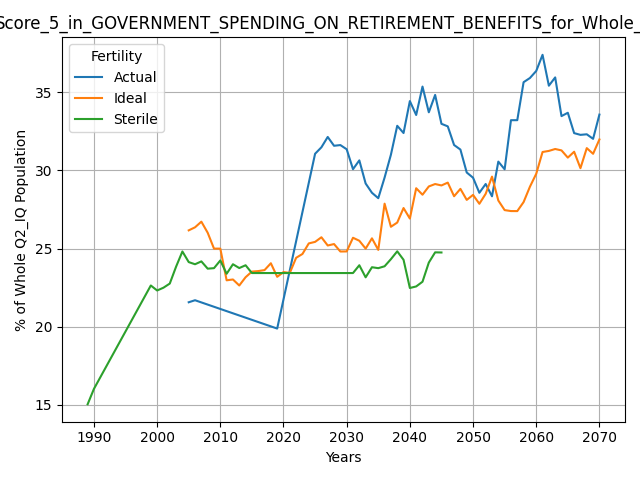 Score_5_in_GOVERNMENT_SPENDING_ON_RETIREMENT_BENEFITS_for_Whole_
Fertility
Actual
Ideal
Sterile
% of Whole Q2_IQ Population
35
30
25
20
15
1990 2000 2010 2020 2030 2040 2050 2060 2070
Years